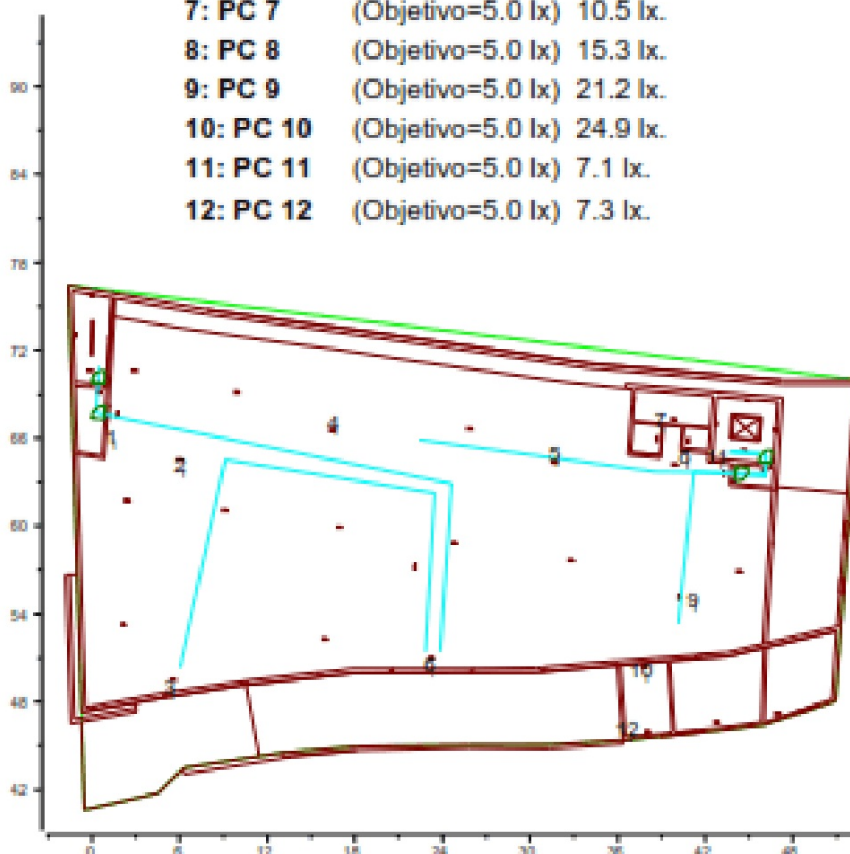 7: PC 7 (Objetivo=5.0 lx) 10.5 lx.
8: PC 8 (Objetivo=5.0 lx) 15.3 lx.
9: PC 9 (Objetivo=5.0 lx) 21.2 lx.
10: PC 10 (Objetivo=5.0 lx) 24.9 lx.
11: PC 11 (Objetivo=5.0 lx) 7.1 lx.
12: PC 12 (Objetivo=5.0 lx) 7.3 lx.
90
84
78
72
66
60
54
48
42
1
2
4
7
9
10
12
0 6 12 18 24 30 36 42 48